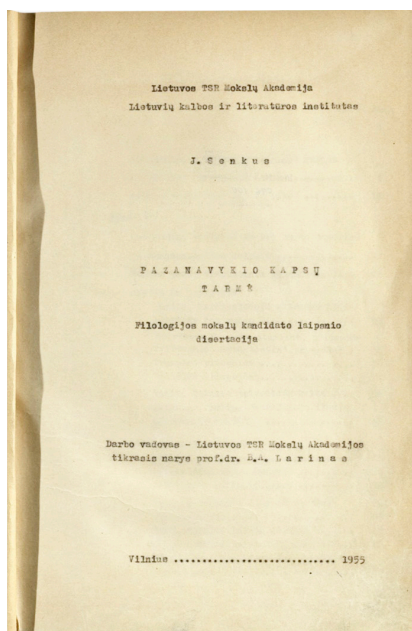 Lietuvos TSR Mokslų Akademija
Lietuvių kalbos ir literatūros institutas
J. S e n k u s
P A Z A N A V Y K I O K A P S Ų
T A R M Ė
Filologijos mokslų kandidato laipsnio
disertacija
Darbo vadovas – Lietuvos TSR Mokslų Akademijos
tikrasis narys prof.dr. B.A. L a r i n a s
Vilnius ............................. 1955